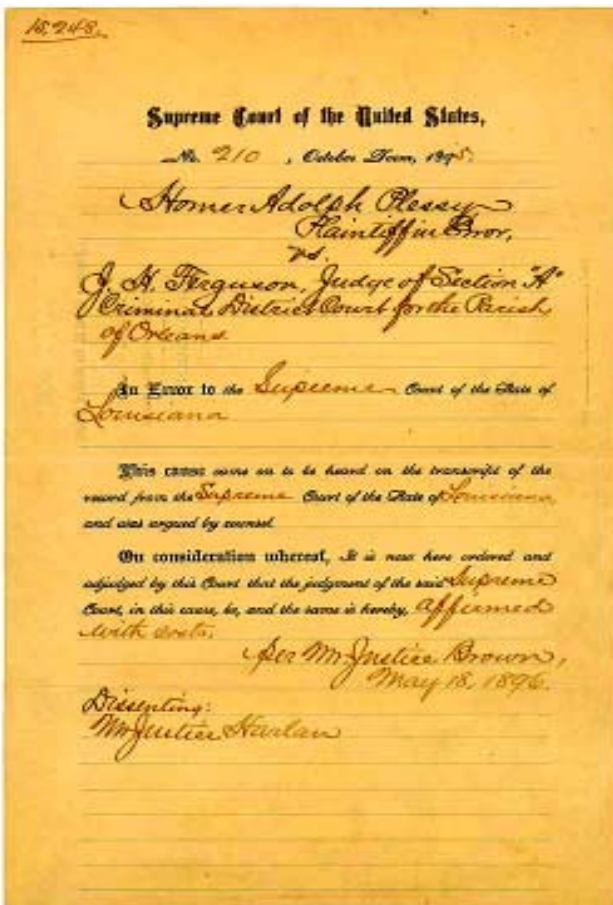 15,248.
Supreme Court of the United States,
No. 210 , October Term, 1895.
Homer Adolph Plessy
Plaintiff in Error,
vs.
J. H. Ferguson, Judge of Section "A"
Criminal District Court for the Parish
of Orleans
In Error to the Supreme Court of the State of
Louisiana
This cause came on to be heard on the transcript of the
record from the Supreme Court of the State of Louisiana,
and was argued by counsel.
On consideration whereof, It is now here ordered and
adjudged by this Court that the judgment of the said Supreme
Court, in this cause, be, and the same is hereby, affirmed
with costs.
per Mr. Justice Brown,
May 18, 1896.
Dissenting:
Mr. Justice Harlan